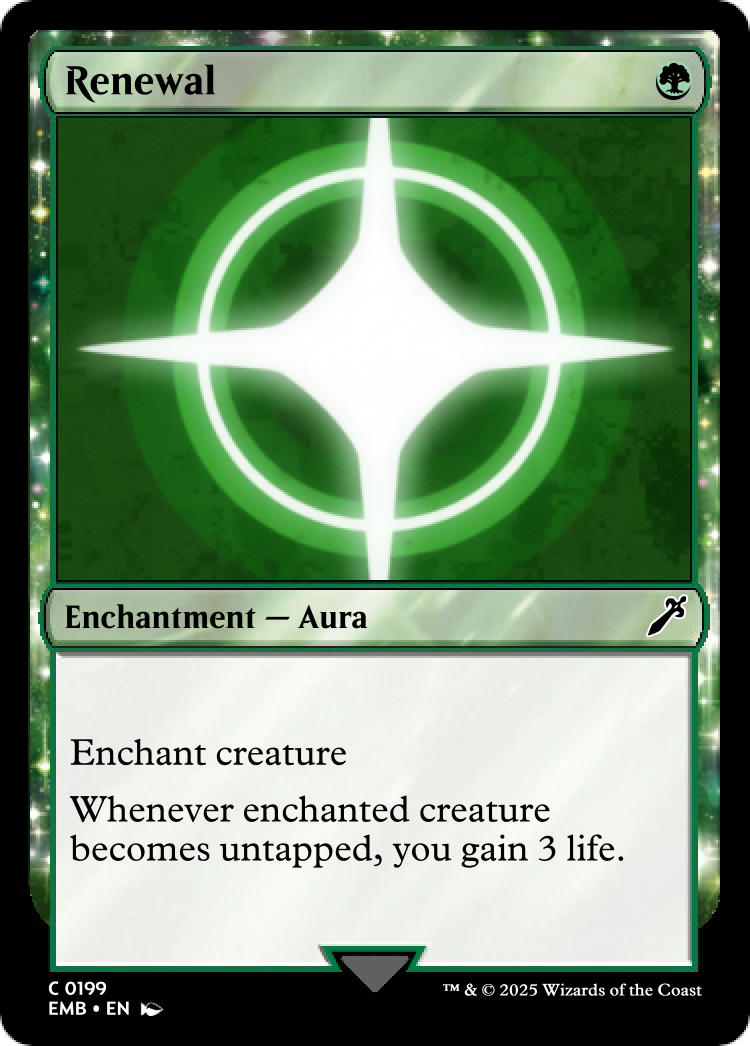 Renewal
Enchantment — Aura
Enchant creature
Whenever enchanted creature
becomes untapped, you gain 3 life.
C 0199
EMB • EN
™ & © 2025 Wizards of the Coast